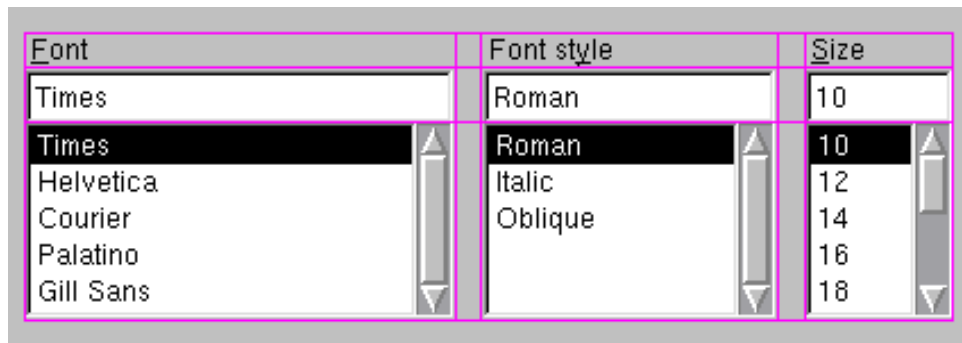 Font Font style Size
Times Roman 10
Times Roman 10
Helvetica Italic 12
Courier Oblique 14
Palatino 16
Gill Sans 18